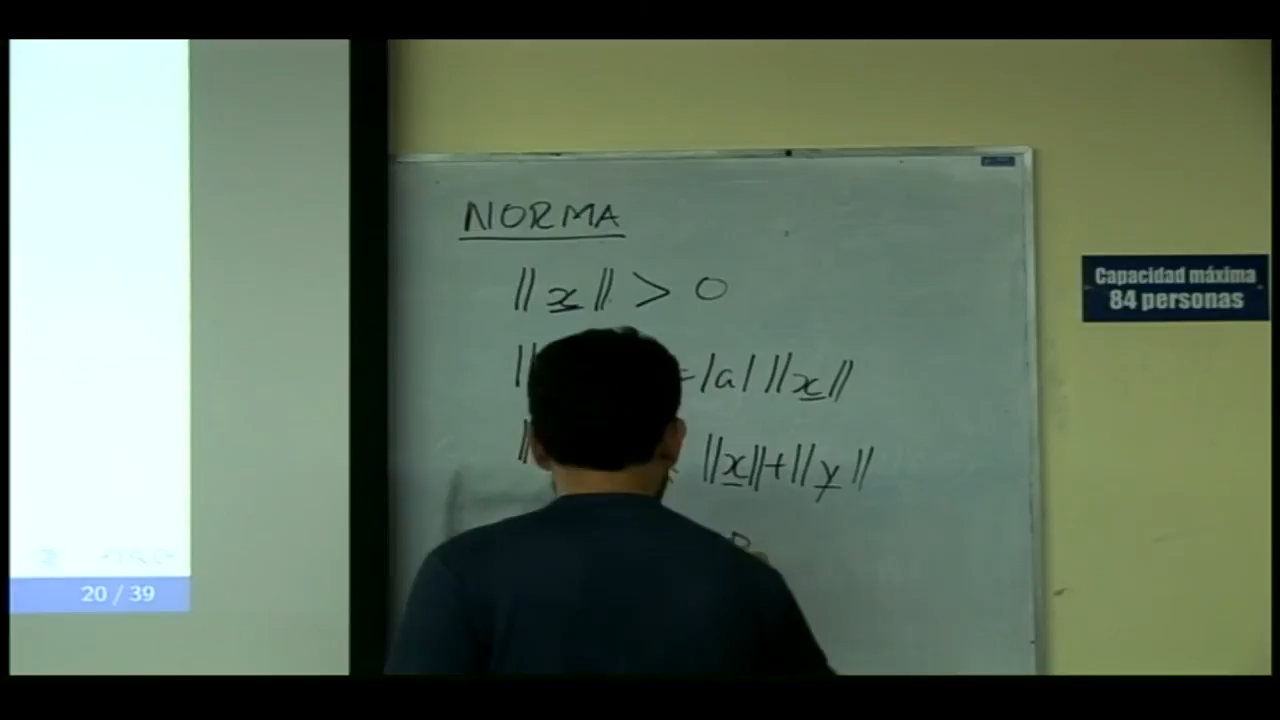 NORMA
||x|| > 0
|| = |a| ||x||
|| ||x||+||y||
Capacidad máxima
84 personas
20 / 39